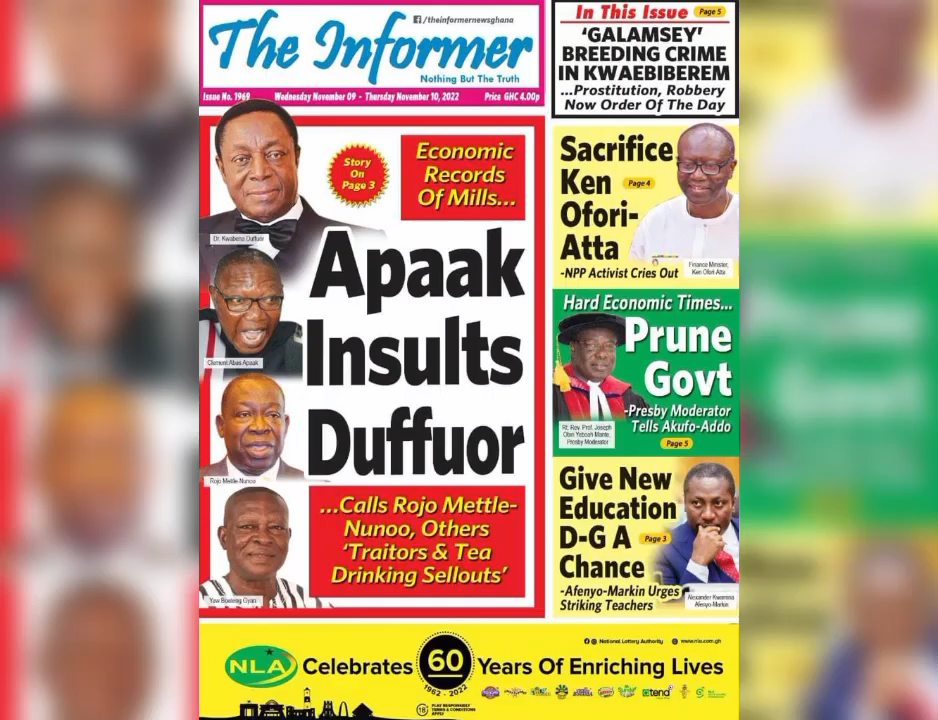 /theinformernewsghana
The Informer
Nothing But The Truth
Issue No. 1969 Wednesday November 09 - Thursday November 10, 2022 Price GHC 4.00p
In This Issue Page 5
‘GALAMSEY’
BREEDING CRIME
IN KWAEBIBEREM
...Prostitution, Robbery
Now Order Of The Day
Story
On
Page 3
Economic
Records
Of Mills...
Dr. Kwabena Duffuor
Apaak
Insults
Duffuor
Clement Abas Apaak
Rojo Mettle-Nunoo
Yaw Boateng Gyan
...Calls Rojo Mettle-
Nunoo, Others
‘Traitors & Tea
Drinking Sellouts’
Sacrifice
Ken Page 4
Ofori-
Atta
-NPP Activist Cries Out
Finance Minister,
Ken Ofori Atta
Hard Economic Times...
Prune
Govt
-Presby Moderator
Tells Akufo-Addo
Page 5
Rt. Rev. Prof. Joseph
Obiri Yeboah Mante,
Presby Moderator
Give New
Education
D-G A Page 3
Chance
-Afenyo-Markin Urges
Striking Teachers
Alexander Kwamina
Afenyo-Markin
National Lottery Authority www.nla.com.gh
NLA Celebrates 60 Years Of Enriching Lives
1962 - 2022
18 PLAY RESPONSIBLY
TERMS & CONDITIONS
APPLY